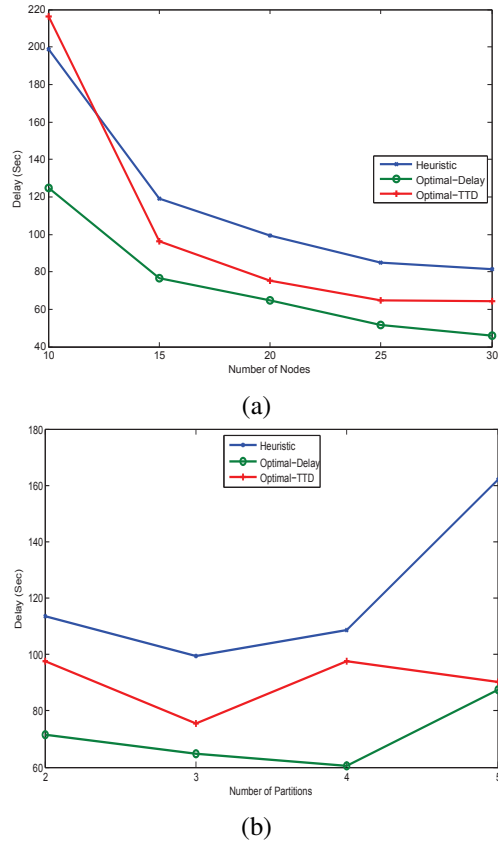 220
200
180
160
140
120
100
80
60
40
Delay (Sec)
Heuristic
Optimal-Delay
Optimal-TTD
10 15 20 25 30
Number of Nodes
(a)
180
160
140
120
100
80
60
Delay (Sec)
Heuristic
Optimal-Delay
Optimal-TTD
2 3 4 5
Number of Partitions
(b)